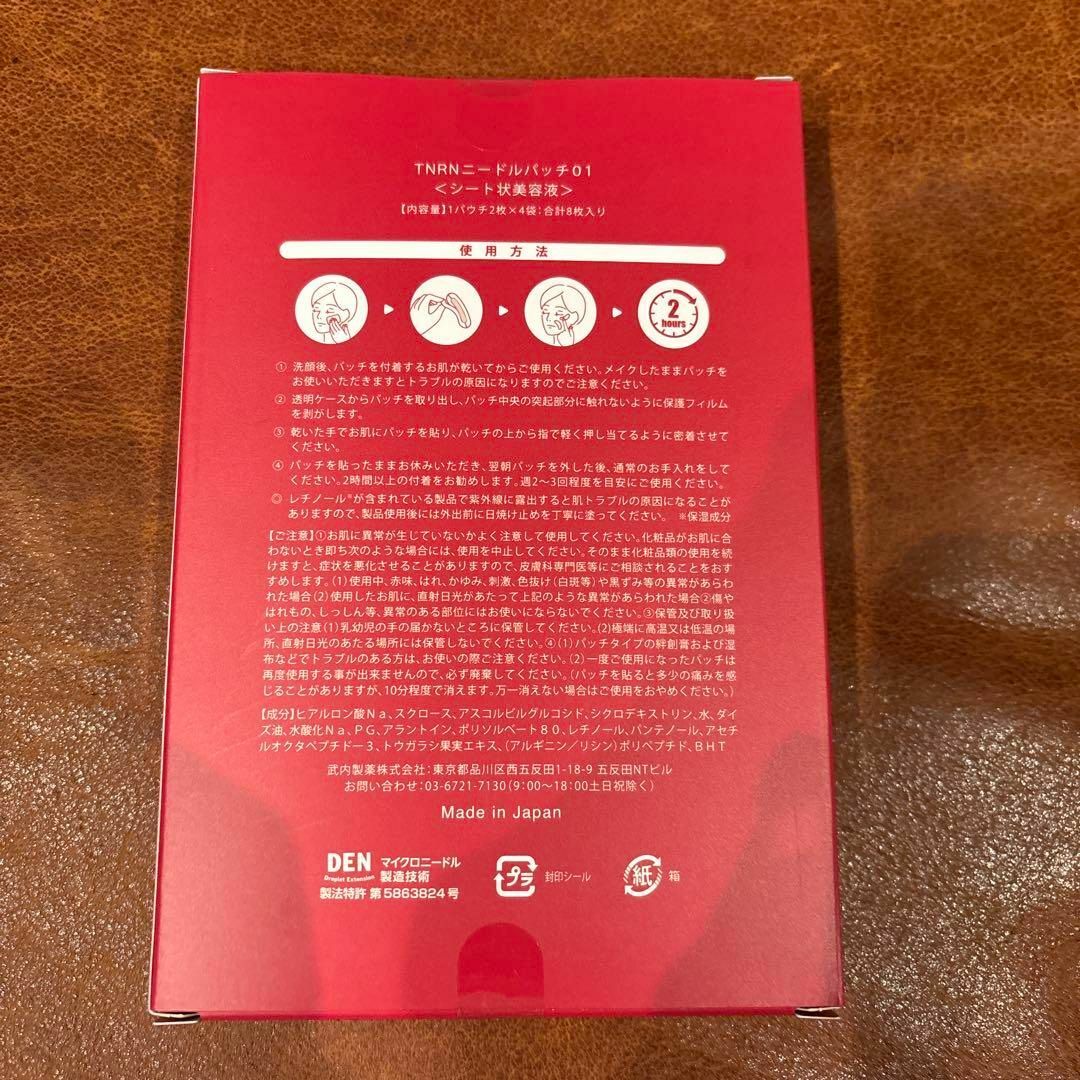 TNRNニードルパッチ01
＜シート状美容液＞
【内容量】1パウチ2枚×4袋：合計8枚入り
使用方法
2
hours
① 洗顔後、パッチを付着するお肌が乾いてからご使用ください。メイクしたままパッチを
お使いいただきますとトラブルの原因になりますのでご注意ください。
② 透明ケースからパッチを取り出し、パッチ中央の突起部分に触れないように保護フィルム
を剥がします。
③ 乾いた手でお肌にパッチを貼り、パッチの上から指で軽く押し当てるように密着させて
ください。
④ パッチを貼ったままお休みいただき、翌朝パッチを外した後、通常のお手入れをして
ください。2時間以上の付着をお勧めします。週2〜3回程度を目安にご使用ください。
◎ レチノール※が含まれている製品で紫外線に露出すると肌トラブルの原因になることが
ありますので、製品使用後には外出前に日焼け止めを丁寧に塗ってください。 ※保湿成分
【ご注意】①お肌に異常が生じていないかよく注意して使用してください。化粧品がお肌に合
わないとき即ち次のような場合には、使用を中止してください。そのまま化粧品類の使用を続
けますと、症状を悪化させることがありますので、皮膚科専門医等にご相談されることをおす
すめします。（1）使用中、赤味、はれ、かゆみ、刺激、色抜け（白斑等）や黒ずみ等の異常があらわ
れた場合（2）使用したお肌に、直射日光があたって上記のような異常があらわれた場合②傷や
はれもの、しっしん等、異常のある部位にはお使いにならないでください。③保管及び取り扱
い上の注意（1）乳幼児の手の届かないところに保管してください。（2）極端に高温又は低温の場
所、直射日光のあたる場所には保管しないでください。④（1）パッチタイプの絆創膏および湿
布などでトラブルのある方は、お使いの際ご注意ください。（2）一度ご使用になったパッチは
再度使用する事が出来ませんので、必ず廃棄してください。（パッチを貼ると多少の痛みを感
じることがありますが、10分程度で消えます。万一消えない場合はご使用をおやめください。）
【成分】ヒアルロン酸Na、スクロース、アスコルビルグルコシド、シクロデキストリン、水、ダイ
ズ油、水酸化Na、PG、アラントイン、ポリソルベート80、レチノール、パンテノール、アセチ
ルオクタペプチド-3、トウガラシ果実エキス、（アルギニン／リシン）ポリペプチド、BHT
武内製薬株式会社：東京都品川区西五反田1-18-9 五反田NTビル
お問い合わせ：03-6721-7130（9：00〜18：00土日祝除く）
Made in Japan
DEN マイクロニードル
Droplet Extension 製造技術
製法特許 第5863824号
プラ 封印シール
紙 箱